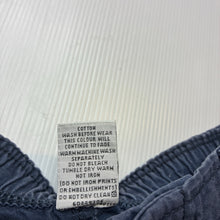 COTTON
WASH BEFORE WEAR
THIS COLOUR WILL
CONTINUE TO FADE
WARM MACHINE WASH
SEPARATELY
DO NOT BLEACH
TUMBLE DRY WARM
HOT IRON
(DO NOT IRON PRINTS
OR EMBELLISHMENTS)
DO NOT DRY CLEAN